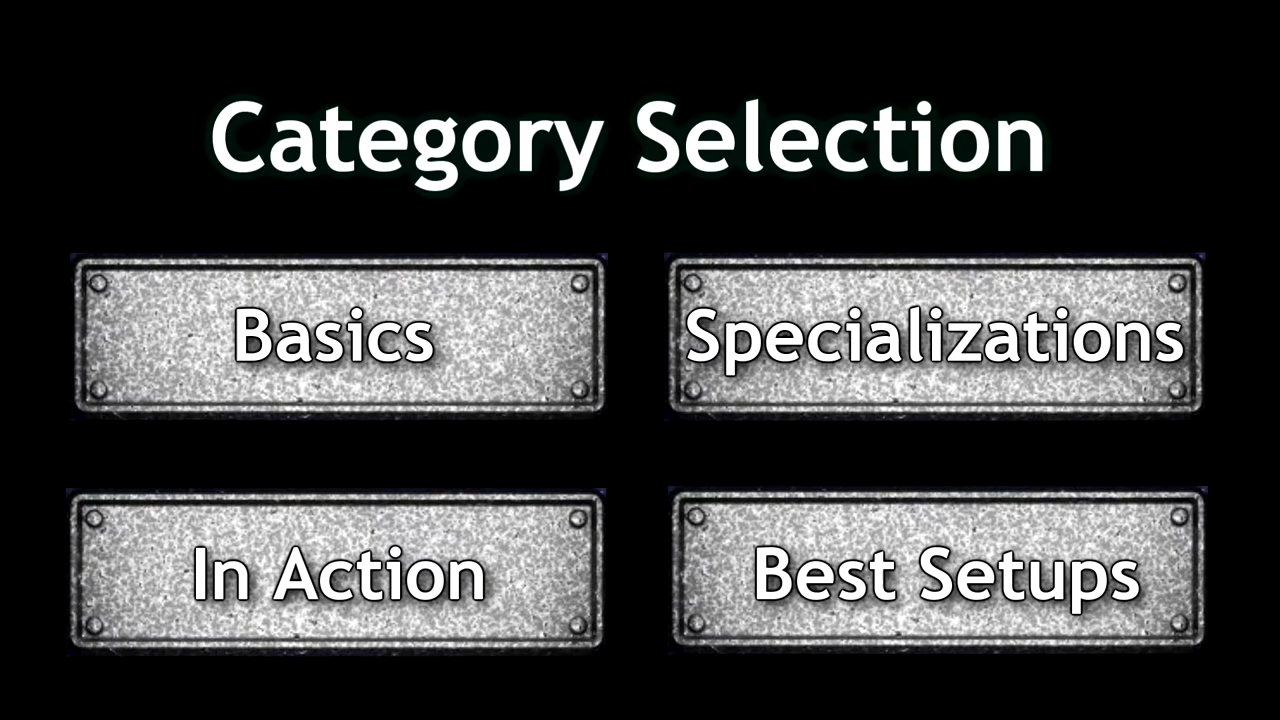 Category Selection
Basics
Specializations
In Action
Best Setups